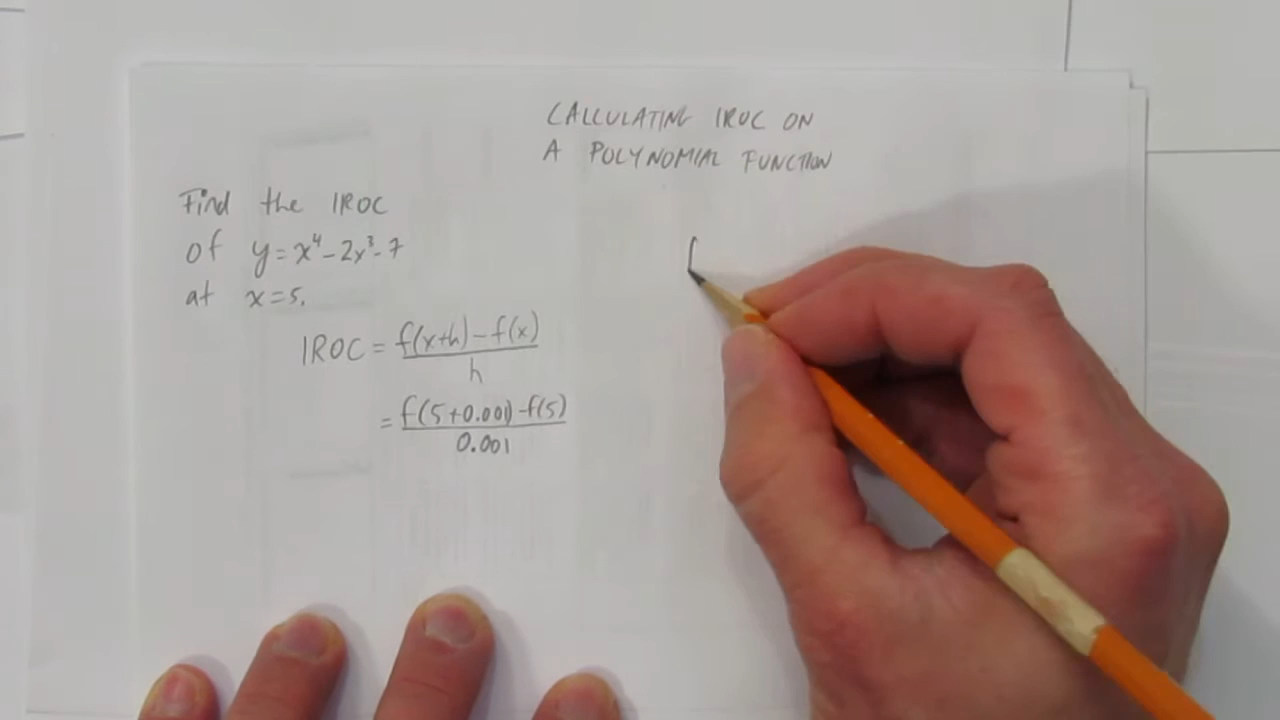 CALCULATING IROC ON
A POLYNOMIAL FUNCTION
Find the IROC
of y=x⁴-2x³-7
at x=5.
IROC = f(x+h)-f(x)
h
= f(5+0.001)-f(5)
0.001